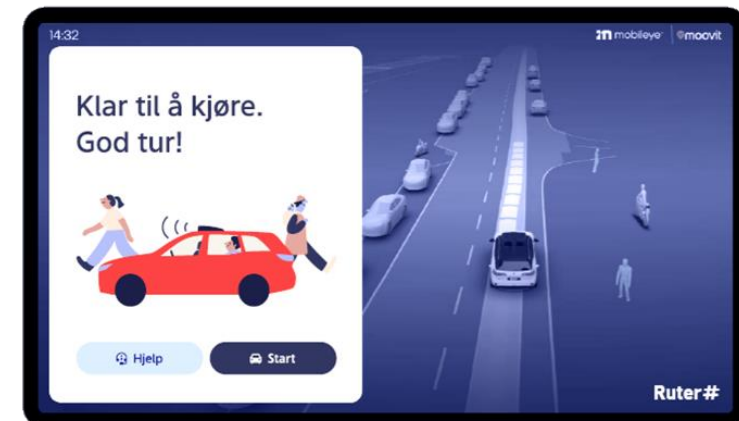 14:32
mobileye
moovit
Klar til å kjøre.
God tur!
Hjelp
Start
Ruter#